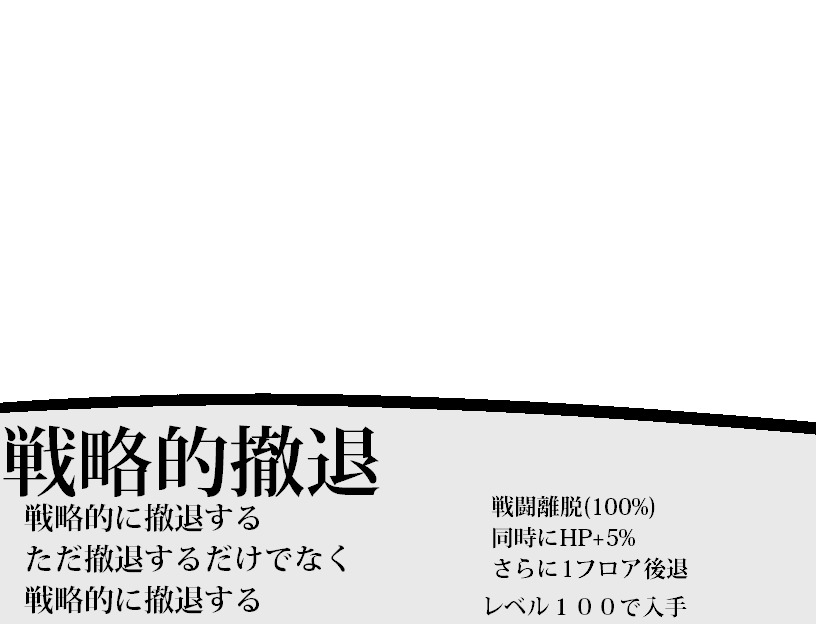 戦略的撤退
戦略的に撤退する
ただ撤退するだけでなく
戦略的に撤退する
戦闘離脱(100%)
同時にHP+5%
さらに1フロア後退
レベル１００で入手